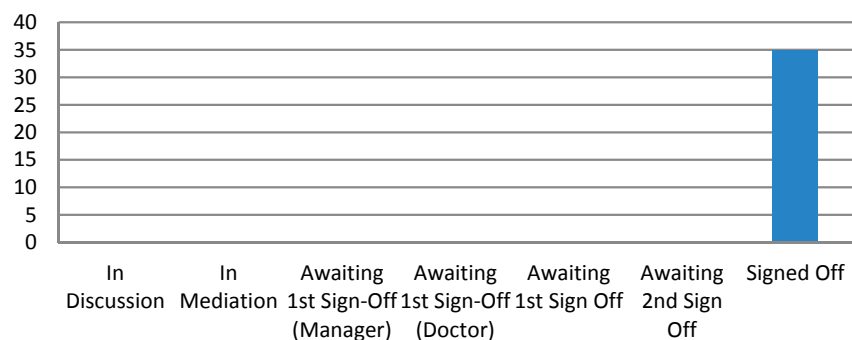 40
35
30
25
20
15
10
5
0
In Discussion
In Mediation
Awaiting 1st Sign-Off (Manager)
Awaiting 1st Sign-Off (Doctor)
Awaiting 1st Sign Off
Awaiting 2nd Sign Off
Signed Off